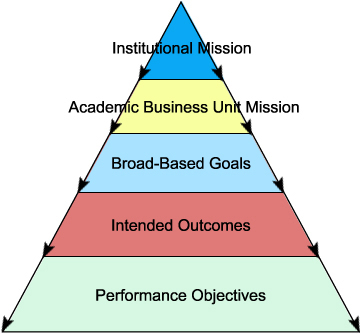 Institutional Mission
Academic Business Unit Mission
Broad-Based Goals
Intended Outcomes
Performance Objectives